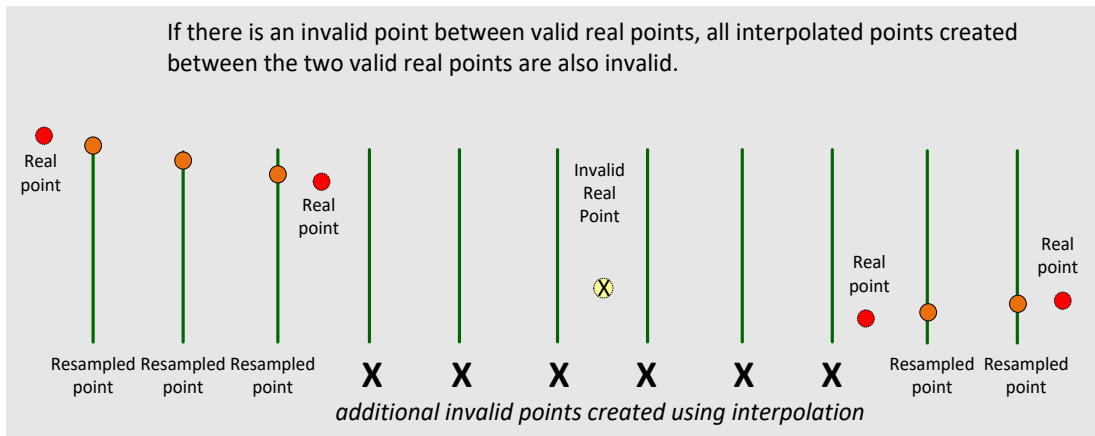 If there is an invalid point between valid real points, all interpolated points created
between the two valid real points are also invalid.
Real
point
Real
point
Invalid
Real
Point
X
Real
point
Real
point
Resampled
point
Resampled
point
Resampled
point
X
X
X
X
X
X
Resampled
point
Resampled
point
additional invalid points created using interpolation